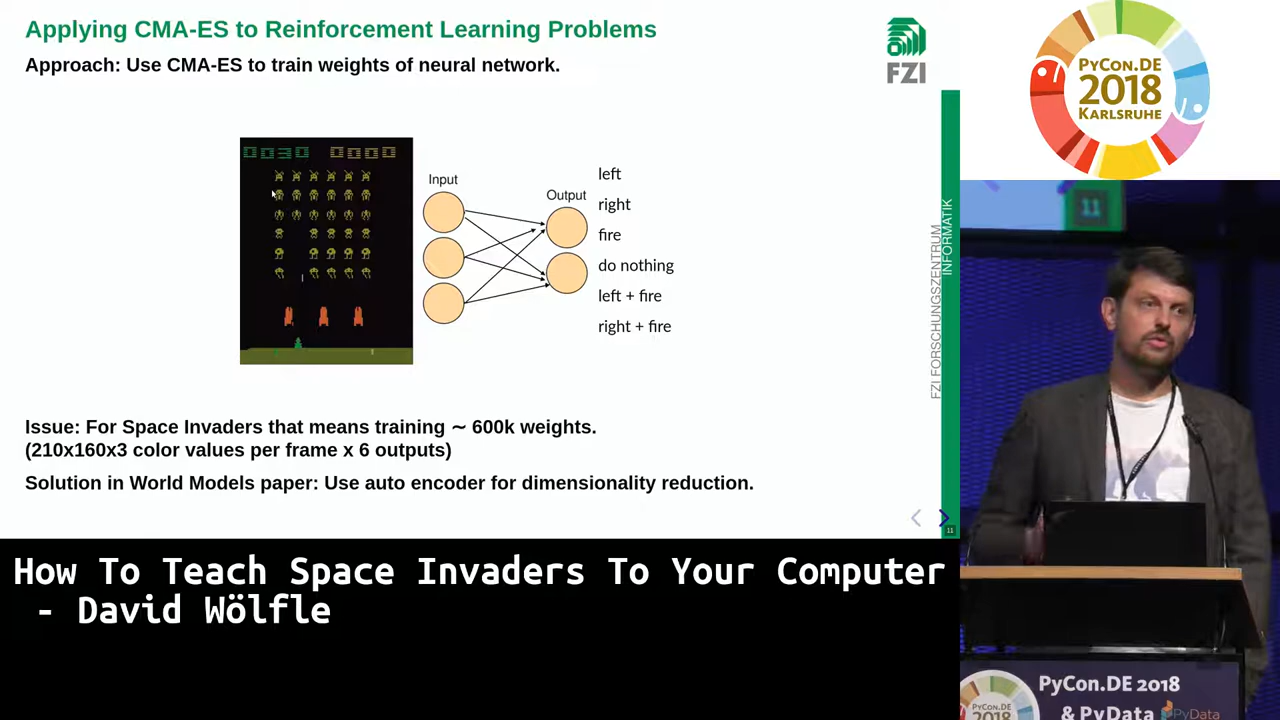 Applying CMA-ES to Reinforcement Learning Problems
Approach: Use CMA-ES to train weights of neural network.
FZI
Input
Output
left
right
fire
do nothing
left + fire
right + fire
Issue: For Space Invaders that means training ∼ 600k weights.
(210x160x3 color values per frame x 6 outputs)
Solution in World Models paper: Use auto encoder for dimensionality reduction.
FZI FORSCHUNGSZENTRUM
INFORMATIK
11
PyCon.DE
2018
KARLSRUHE
11
How To Teach Space Invaders To Your Computer
- David Wölfle
PyCon.DE 2018
& PyData
PyData
2018